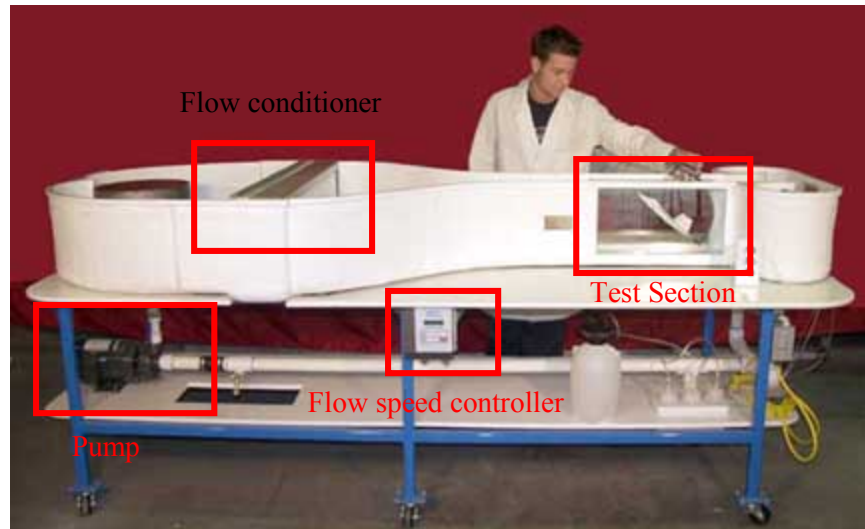 Flow conditioner
Test Section
Flow speed controller
Pump